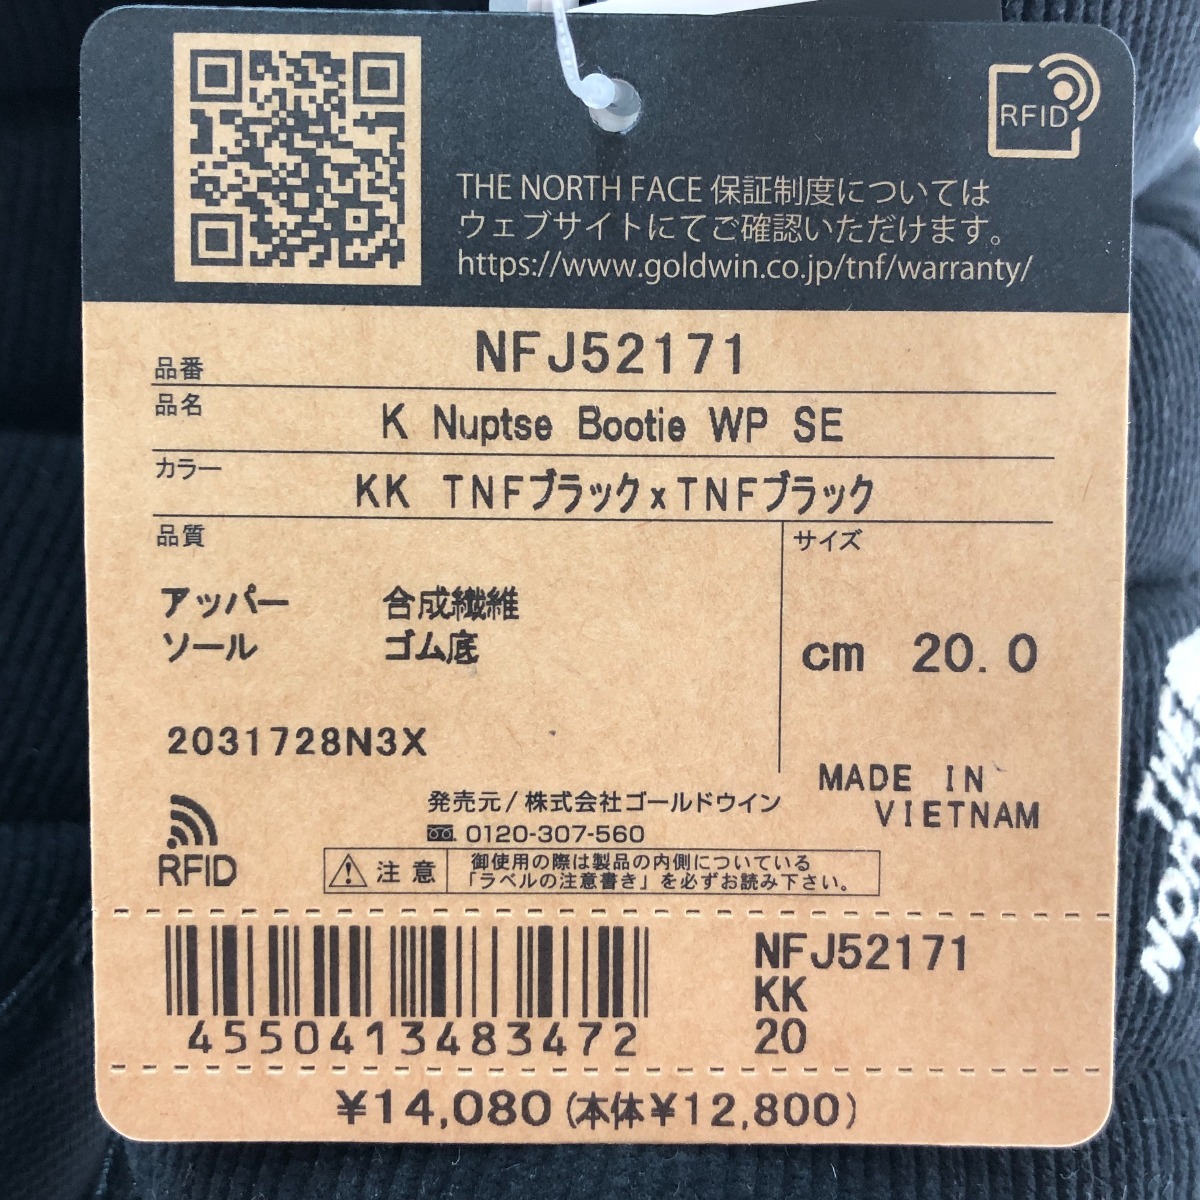 RFID
THE NORTH FACE 保証制度については
ウェブサイトにてご確認いただけます。
https://www.goldwin.co.jp/tnf/warranty/
品番 NFJ52171
品名 K Nuptse Bootie WP SE
カラー KK TNFブラックxTNFブラック
品質
サイズ
アッパー 合成繊維
ソール ゴム底
cm 20.0
2031728N3X
MADE IN
VIETNAM
発売元/株式会社ゴールドウイン
0120-307-560
RFID
注意
御使用の際は製品の内側についている
「ラベルの注意書き」を必ずお読み下さい。
4550413483472
NFJ52171
KK
20
¥14,080(本体¥12,800)
THE
NOR